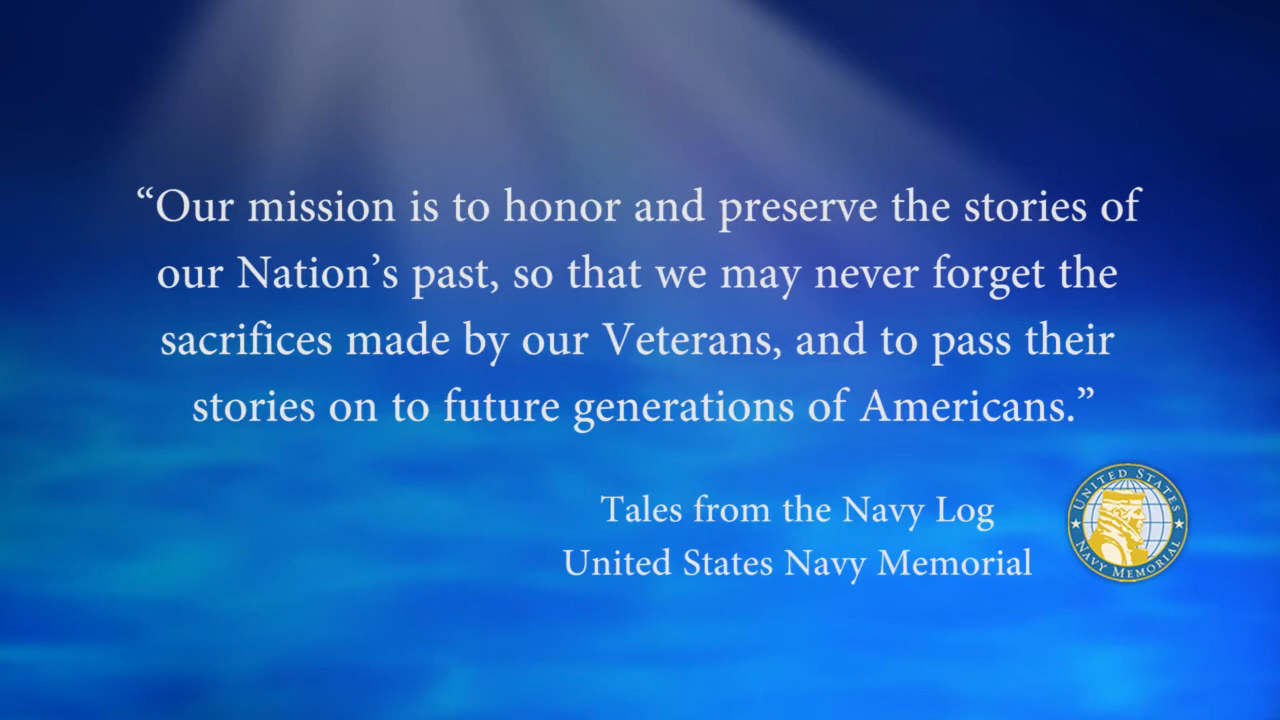 “Our mission is to honor and preserve the stories of
our Nation’s past, so that we may never forget the
sacrifices made by our Veterans, and to pass their
stories on to future generations of Americans.”
Tales from the Navy Log
United States Navy Memorial
UNITED STATES
NAVY MEMORIAL